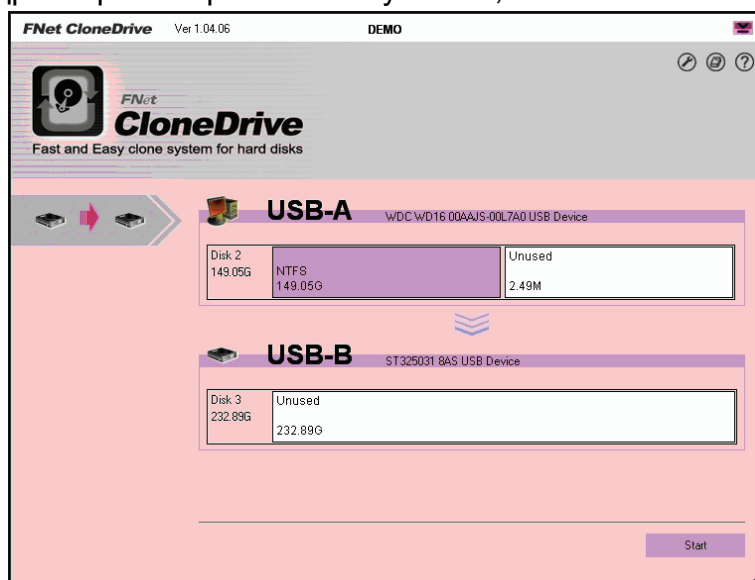 FNet CloneDrive Ver 1.04.06 DEMO
FNet
CloneDrive
Fast and Easy clone system for hard disks
USB-A WDC WD16 00AAJS-00L7A0 USB Device
Disk 2
149.05G
NTFS
149.05G
Unused
2.49M
USB-B ST325031 8AS USB Device
Disk 3
232.89G
Unused
232.89G
Start